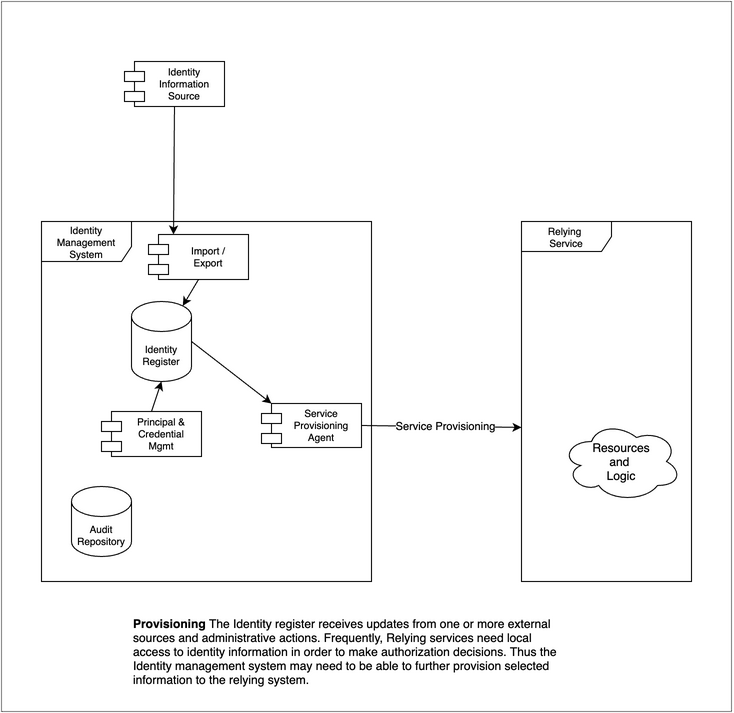 Identity
Information
Source
Identity
Management
System
Import /
Export
Relying
Service
Identity
Register
Principal &
Credential
Mgmt
Service
Provisioning
Agent
Service Provisioning
Resources
and
Logic
Audit
Repository
Provisioning The Identity register receives updates from one or more external
sources and administrative actions. Frequently, Relying services need local
access to identity information in order to make authorization decisions. Thus the
Identity management system may need to be able to further provision selected
information to the relying system.